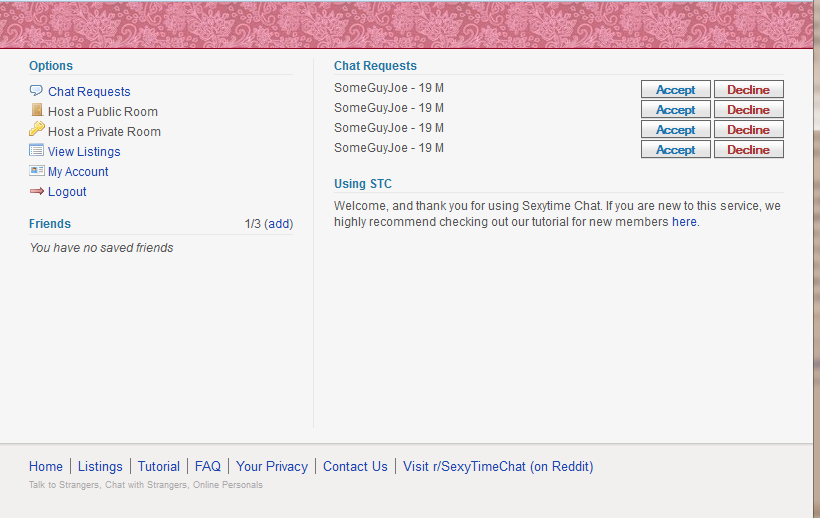 Options
Chat Requests
Host a Public Room
Host a Private Room
View Listings
My Account
Logout
Friends 1/3 (add)
You have no saved friends
Chat Requests
SomeGuyJoe - 19 M Accept Decline
SomeGuyJoe - 19 M Accept Decline
SomeGuyJoe - 19 M Accept Decline
SomeGuyJoe - 19 M Accept Decline
Using STC
Welcome, and thank you for using Sexytime Chat. If you are new to this service, we
highly recommend checking out our tutorial for new members here.
Home | Listings | Tutorial | FAQ | Your Privacy | Contact Us | Visit r/SexyTimeChat (on Reddit)
Talk to Strangers, Chat with Strangers, Online Personals